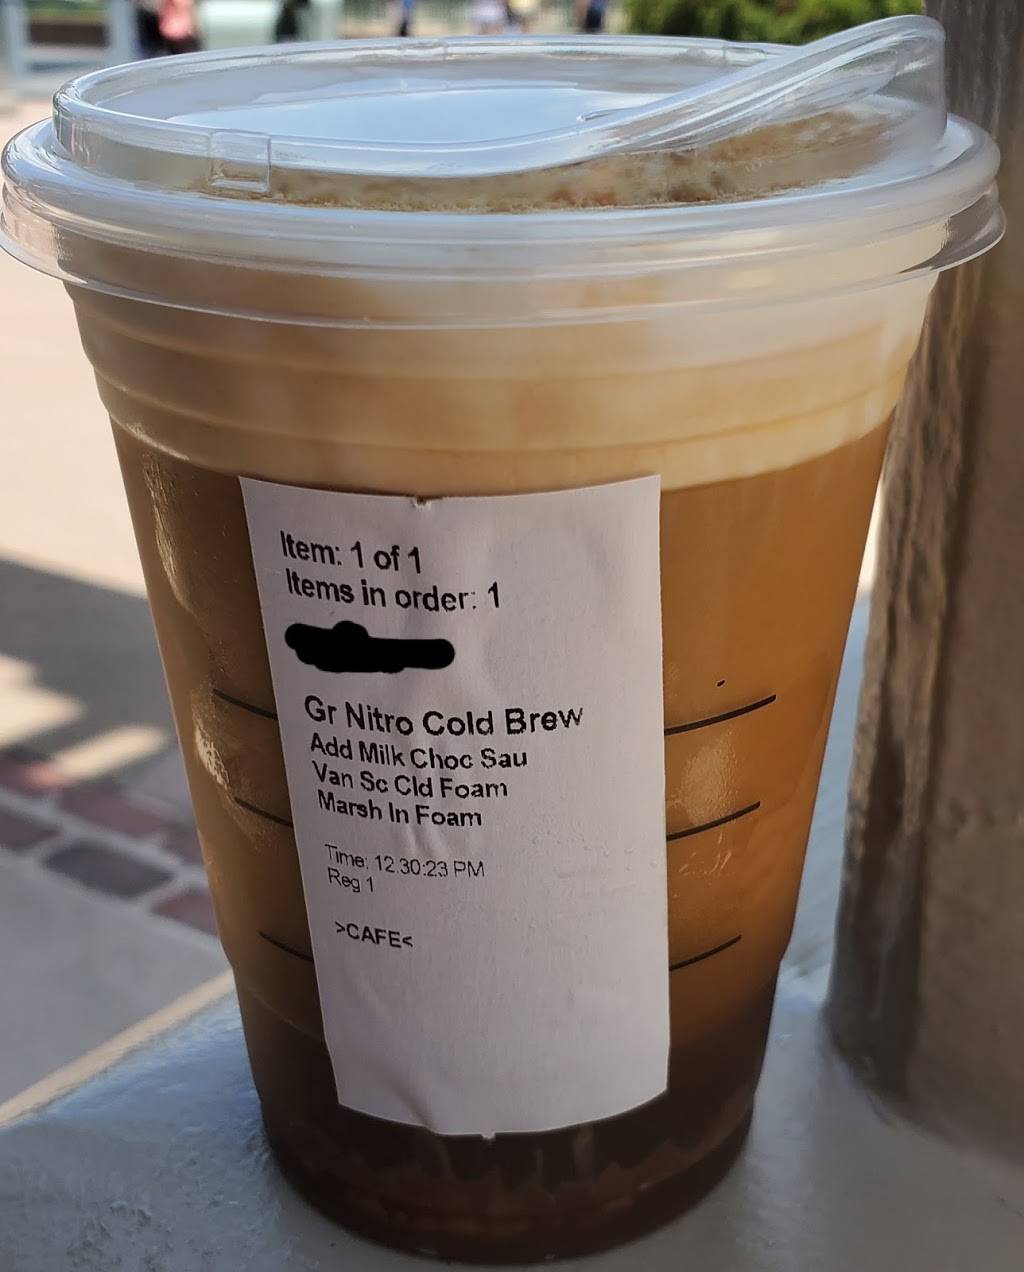 Item: 1 of 1
Items in order: 1
Gr Nitro Cold Brew
Add Milk Choc Sau
Van Sc Cld Foam
Marsh In Foam
Time: 12:30:23 PM
Reg 1
>CAFE<